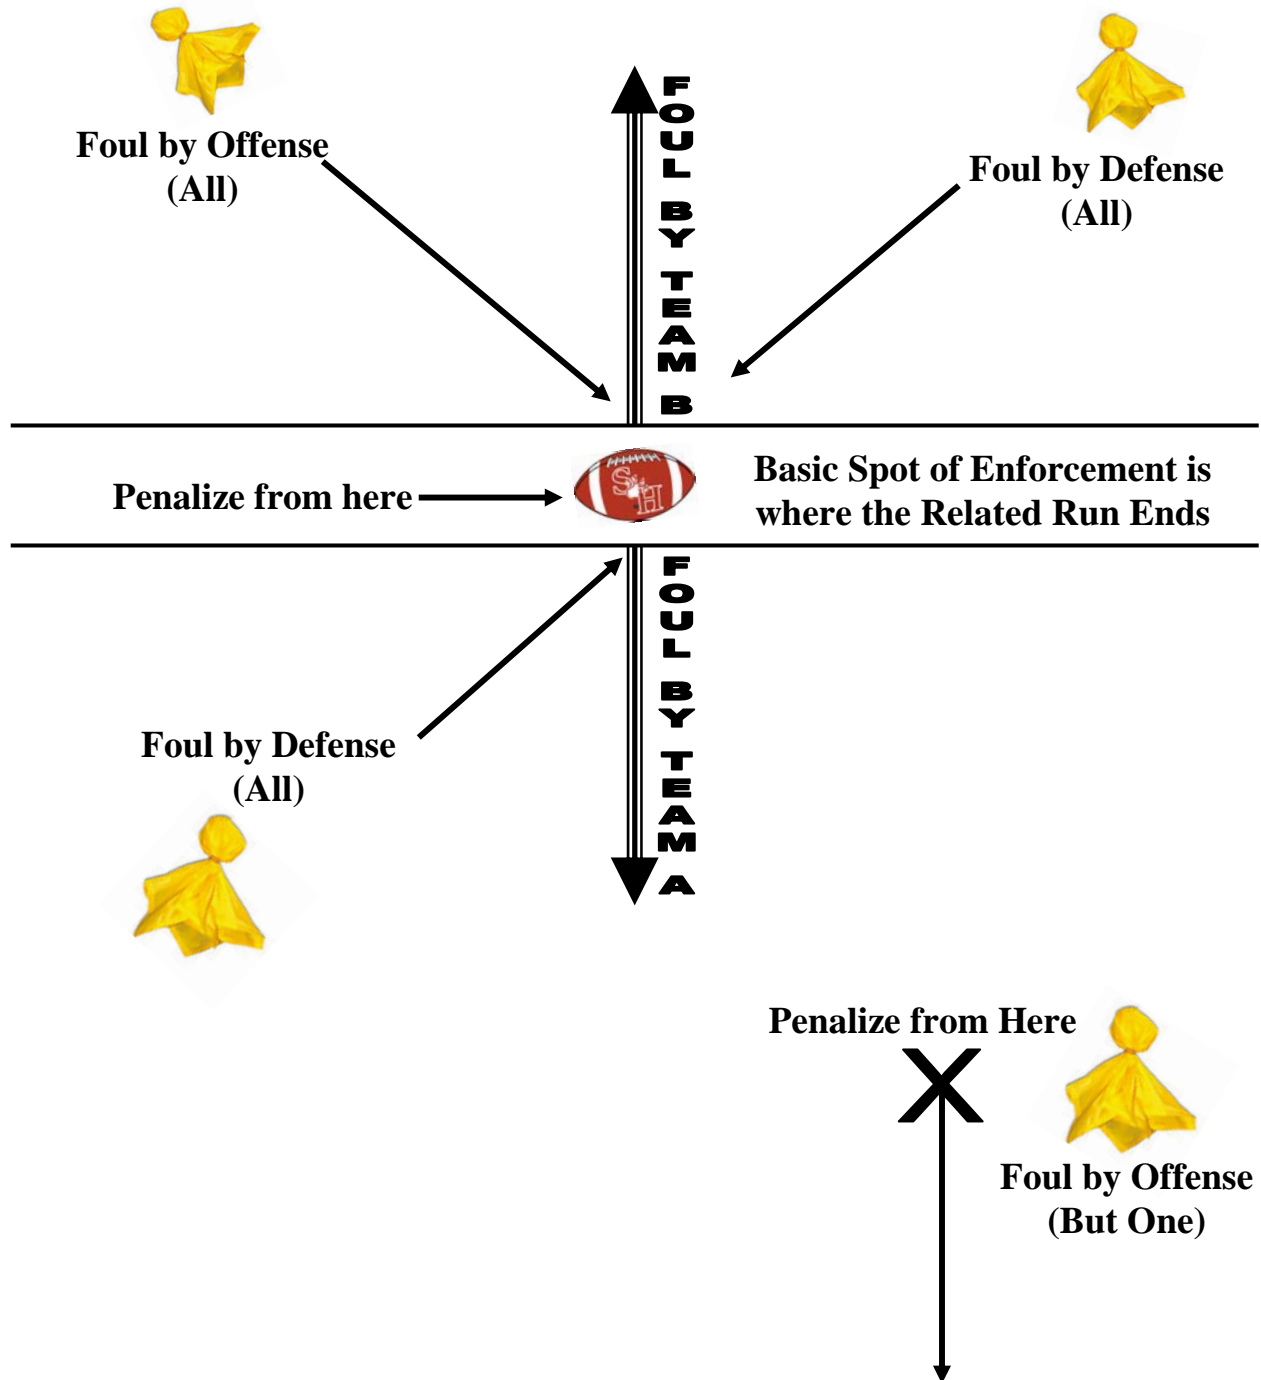 Foul by Offense
(All)
Foul by Defense
(All)
FOUL BY TEAM B
Penalize from here
SH
Basic Spot of Enforcement is
where the Related Run Ends
FOUL BY TEAM A
Foul by Defense
(All)
Penalize from Here
X
Foul by Offense
(But One)